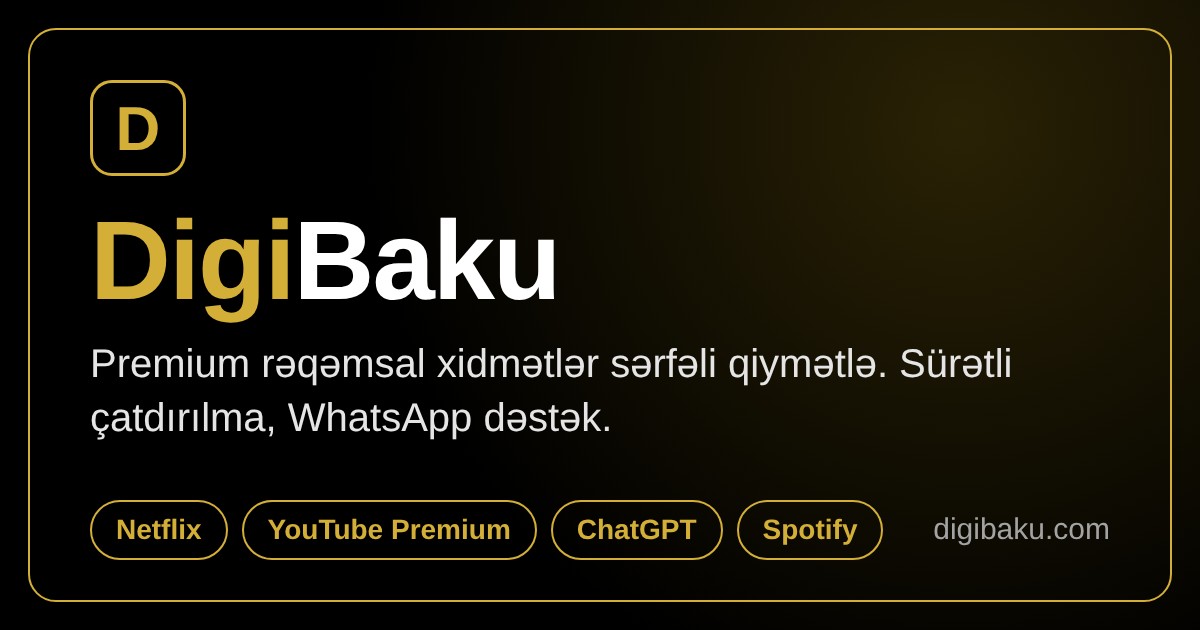 D
DigiBaku
Premium rəqəmsal xidmətlər sərfəli qiymətlə. Sürətli
çatdırılma, WhatsApp dəstək.
Netflix YouTube Premium ChatGPT Spotify digibaku.com